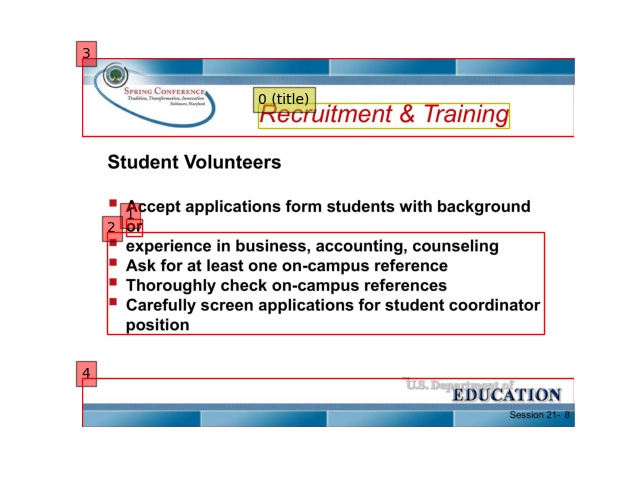 3
SPRING CONFERENCE
Tradition, Transformation, Innovation
Baltimore, Maryland
0 (title)
Recruitment & Training
Student Volunteers
Accept applications form students with background
1
or
2
experience in business, accounting, counseling
Ask for at least one on-campus reference
Thoroughly check on-campus references
Carefully screen applications for student coordinator
position
4
U.S. Department of
EDUCATION
Session 21- 8